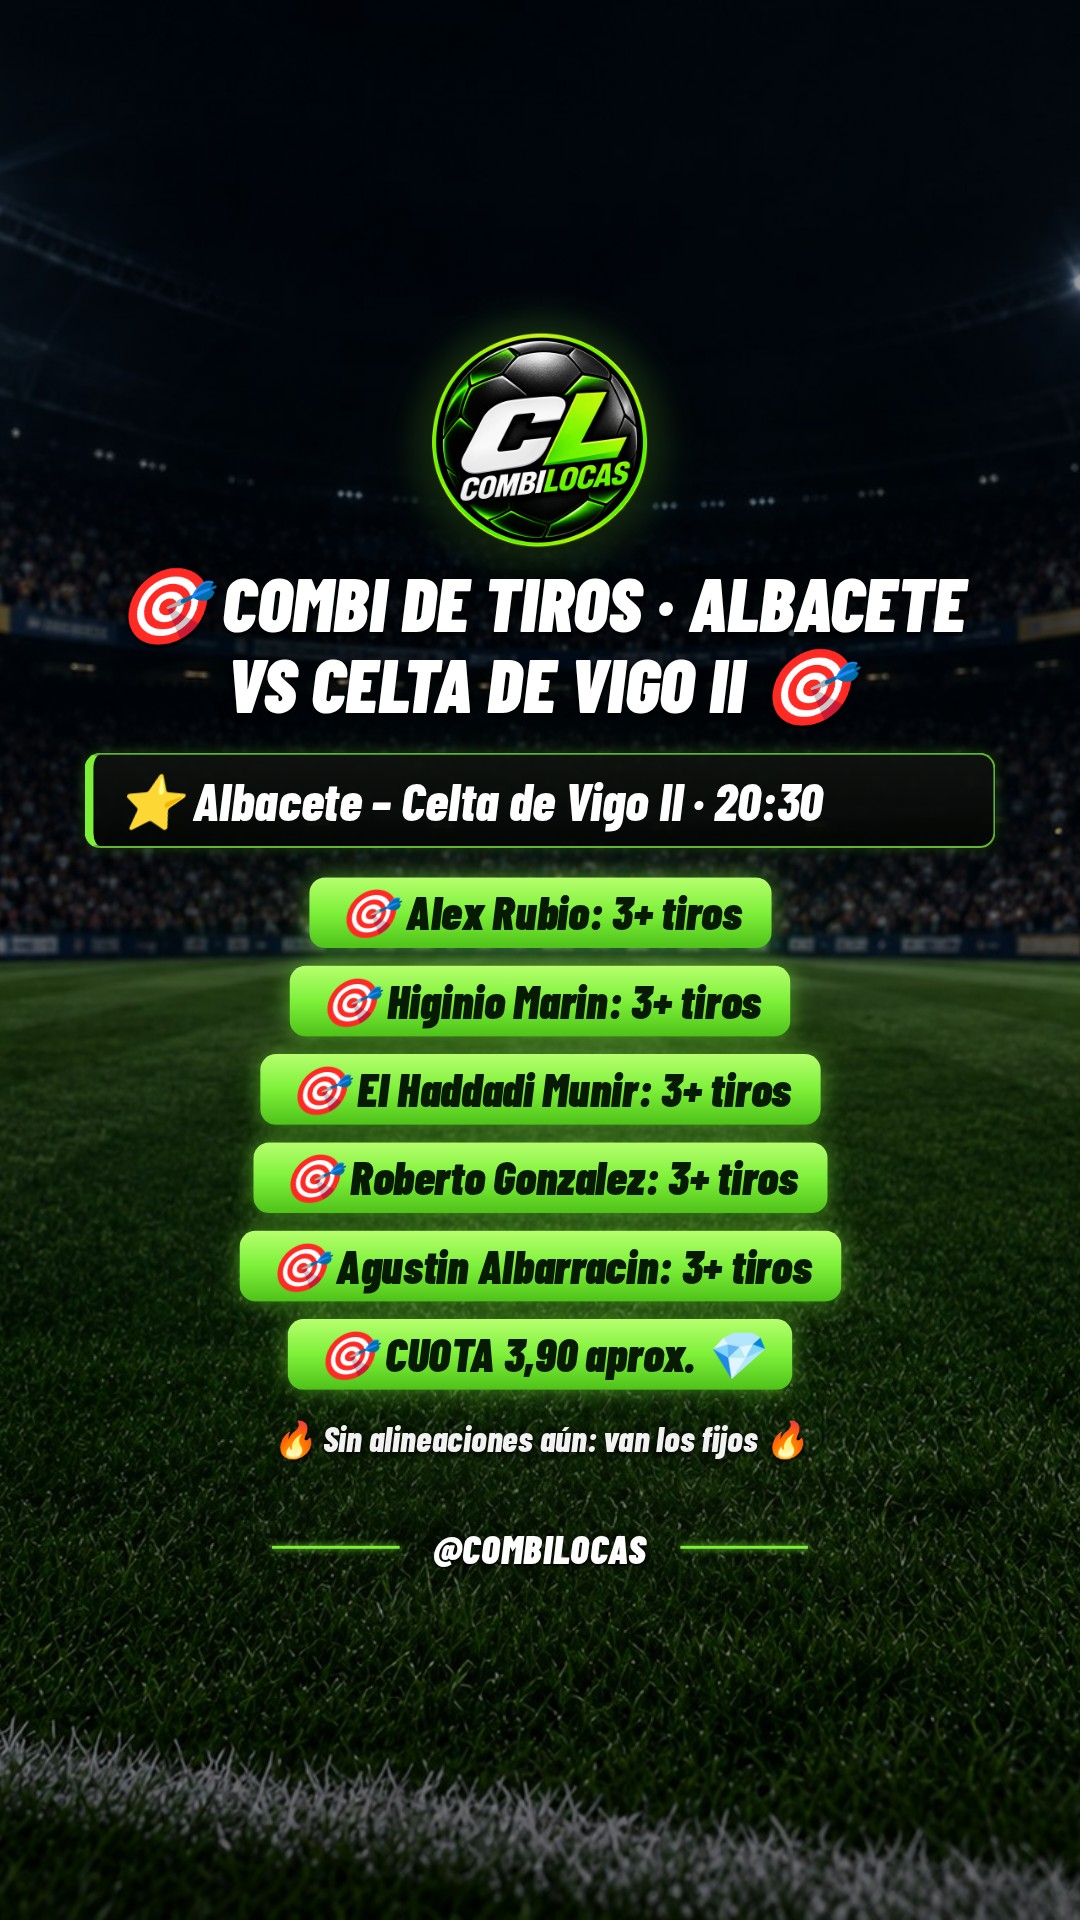 CL
COMBILOCAS
🎯 COMBI DE TIROS · ALBACETE
VS CELTA DE VIGO II 🎯
⭐ Albacete – Celta de Vigo II · 20:30
🎯 Alex Rubio: 3+ tiros
🎯 Higinio Marin: 3+ tiros
🎯 El Haddadi Munir: 3+ tiros
🎯 Roberto Gonzalez: 3+ tiros
🎯 Agustin Albarracin: 3+ tiros
🎯 CUOTA 3,90 aprox. 💎
🔥 Sin alineaciones aún: van los fijos 🔥
@COMBILOCAS